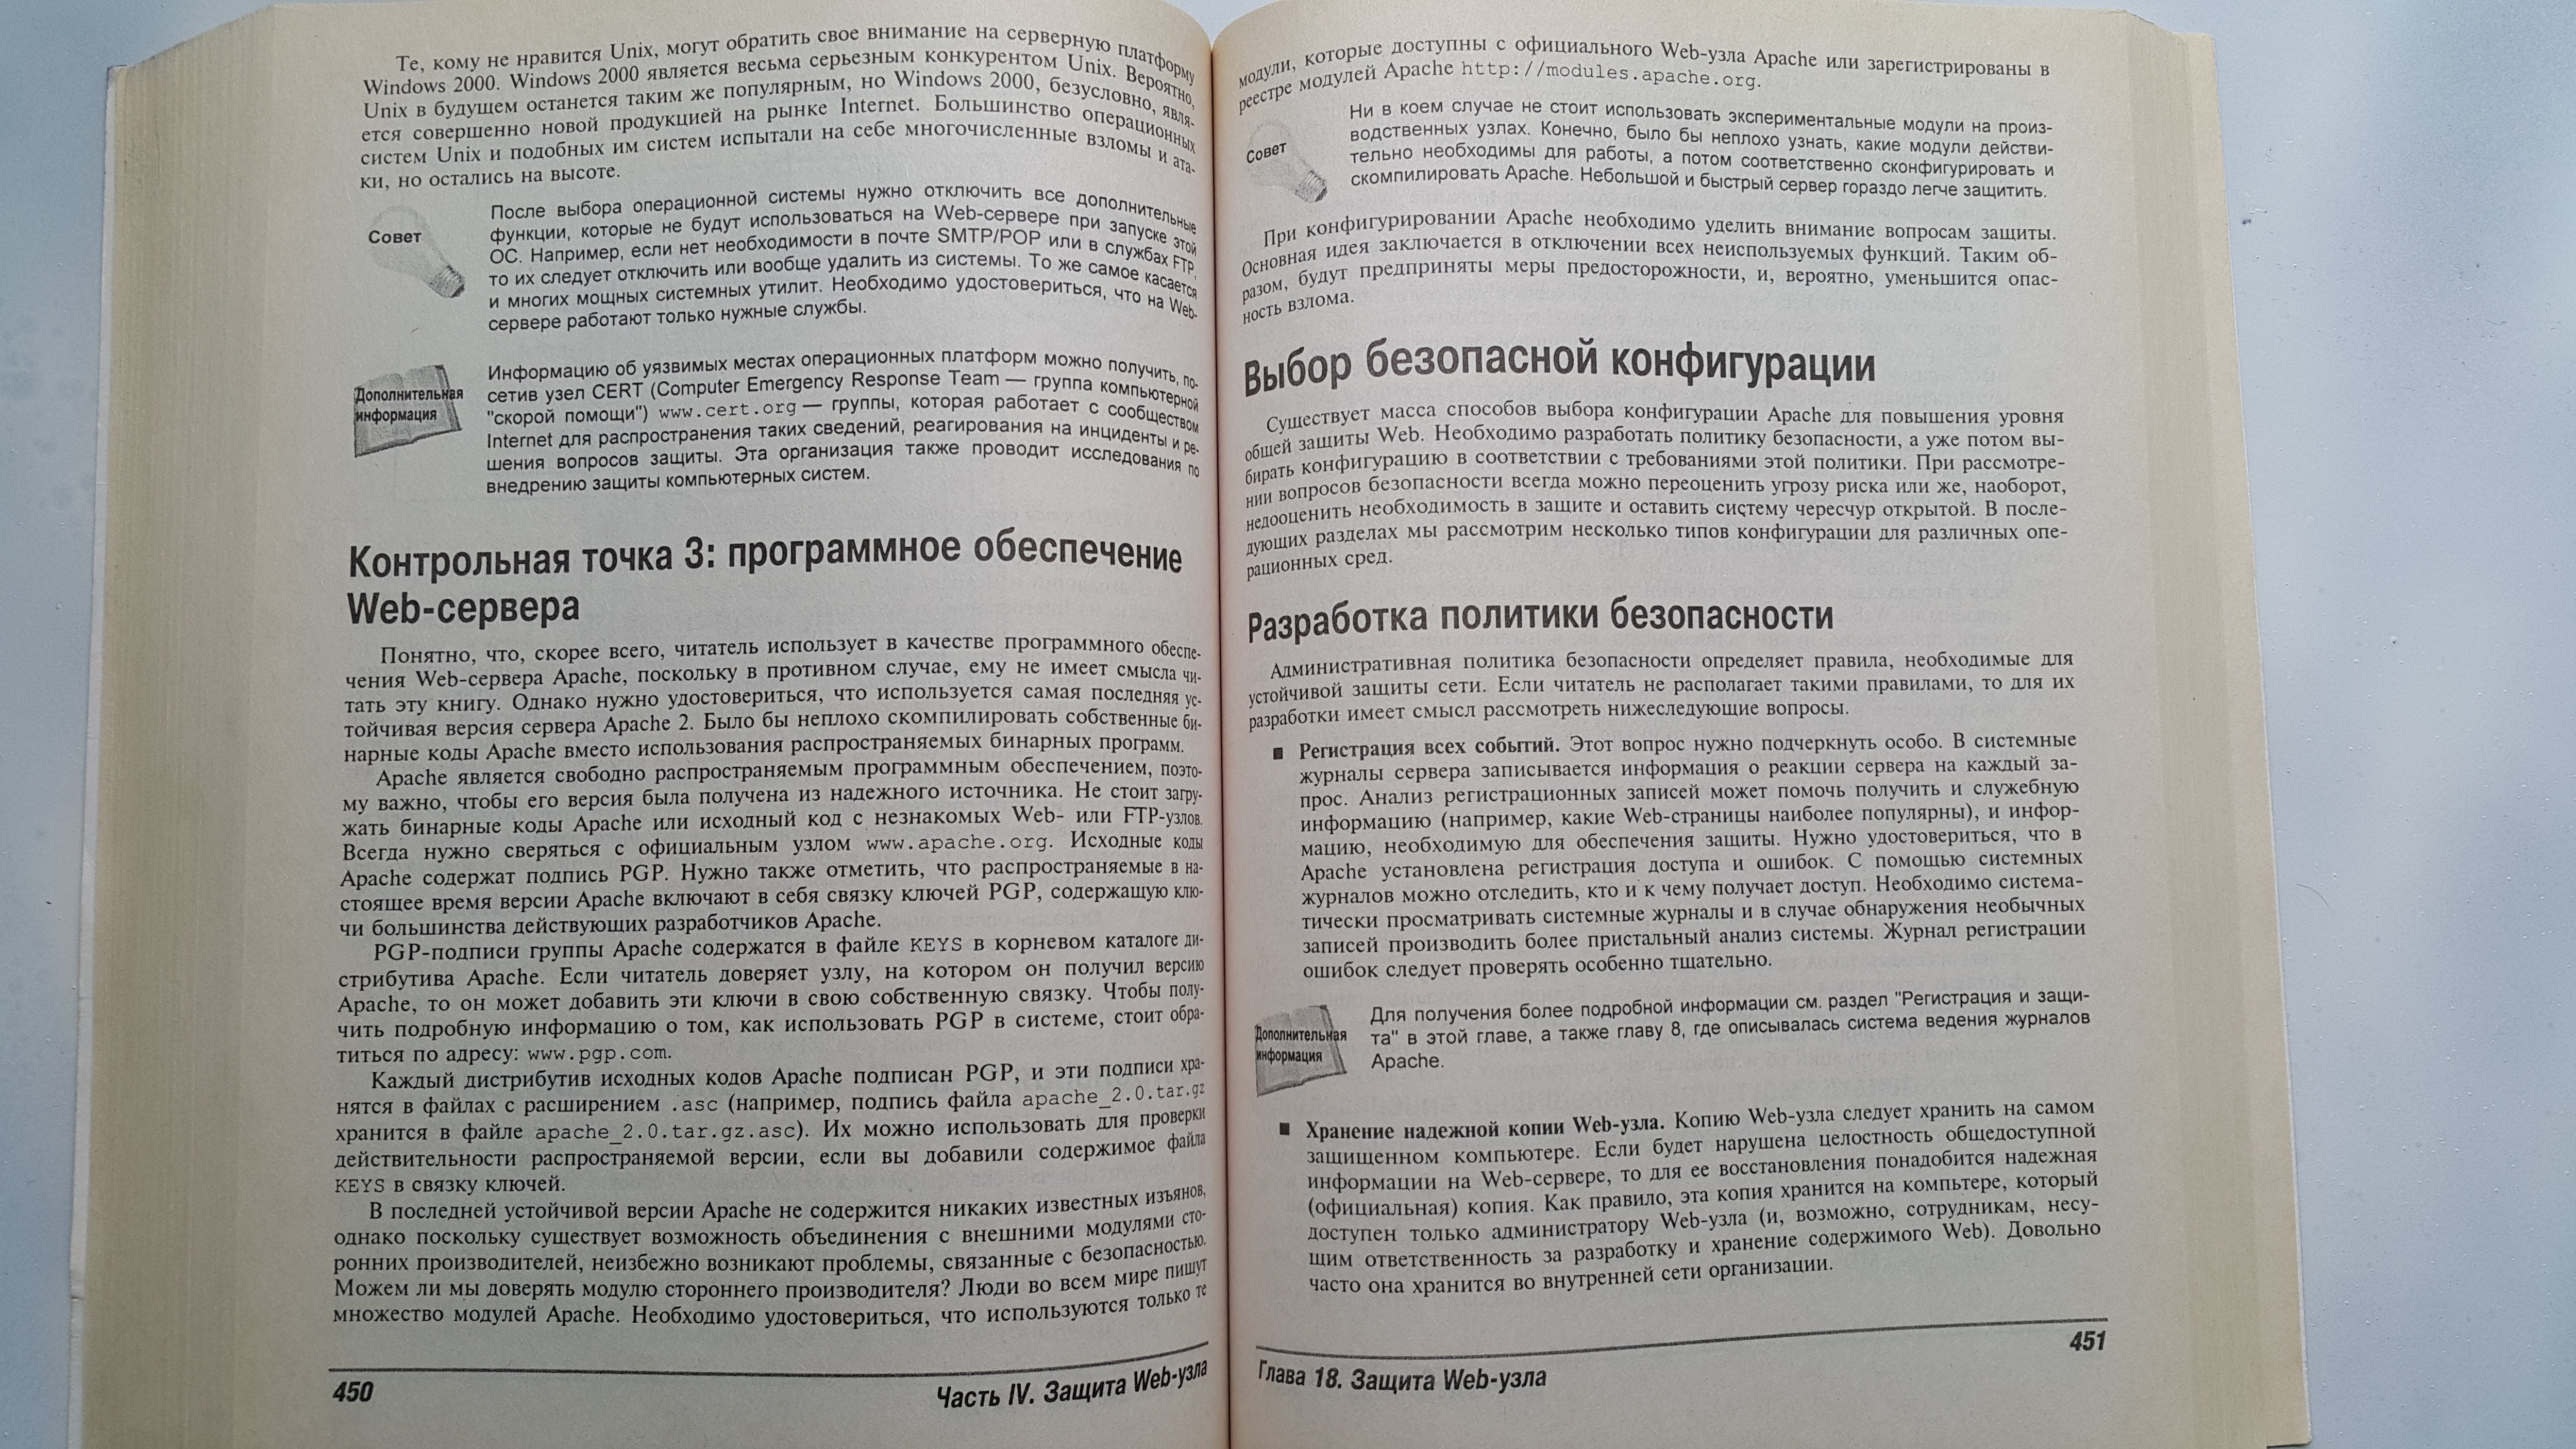 Те, кому не нравится Unix, могут обратить свое внимание на серверную платформу
Windows 2000. Windows 2000 является весьма серьезным конкурентом Unix. Вероятно,
Unix в будущем останется таким же популярным, но Windows 2000, безусловно, явля-
ется совершенно новой продукцией на рынке Internet. Большинство операционных
систем Unix и подобных им систем испытали на себе многочисленные взломы и ата-
ки, но остались на высоте.
Совет
После выбора операционной системы нужно отключить все дополнительные
функции, которые не будут использоваться на Web-сервере при запуске этой
ОС. Например, если нет необходимости в почте SMTP/POP или в службах FTP,
то их следует отключить или вообще удалить из системы. То же самое касается
и многих мощных системных утилит. Необходимо удостовериться, что на Web-
сервере работают только нужные службы.
Дополнительная
информация
Информацию об уязвимых местах операционных платформ можно получить, по-
сетив узел CERT (Computer Emergency Response Team — группа компьютерной
"скорой помощи") www.cert.org — группы, которая работает с сообществом
Internet для распространения таких сведений, реагирования на инциденты и ре-
шения вопросов защиты. Эта организация также проводит исследования по
внедрению защиты компьютерных систем.
Контрольная точка 3: программное обеспечение
Web-сервера
Понятно, что, скорее всего, читатель использует в качестве программного обеспе-
чения Web-сервера Apache, поскольку в противном случае, ему не имеет смысла чи-
тать эту книгу. Однако нужно удостовериться, что используется самая последняя ус-
тойчивая версия сервера Apache 2. Было бы неплохо скомпилировать собственные би-
нарные коды Apache вместо использования распространяемых бинарных программ.
Apache является свободно распространяемым программным обеспечением, поэто-
му важно, чтобы его версия была получена из надежного источника. Не стоит загру-
жать бинарные коды Apache или исходный код с незнакомых Web- или FTP-узлов.
Всегда нужно сверяться с официальным узлом www.apache.org. Исходные коды
Apache содержат подпись PGP. Нужно также отметить, что распространяемые в на-
стоящее время версии Apache включают в себя связку ключей PGP, содержащую клю-
чи большинства действующих разработчиков Apache.
PGP-подписи группы Apache содержатся в файле KEYS в корневом каталоге ди-
стрибутива Apache. Если читатель доверяет узлу, на котором он получил версию
Apache, то он может добавить эти ключи в свою собственную связку. Чтобы полу-
чить подробную информацию о том, как использовать PGP в системе, стоит обра-
титься по адресу: www.pgp.com.
Каждый дистрибутив исходных кодов Apache подписан PGP, и эти подписи хра-
нятся в файлах с расширением .asc (например, подпись файла apache_2.0.tar.gz
хранится в файле apache_2.0.tar.gz.asc). Их можно использовать для проверки
действительности распространяемой версии, если вы добавили содержимое файла
KEYS в связку ключей.
В последней устойчивой версии Apache не содержится никаких известных изъянов,
однако поскольку существует возможность объединения с внешними модулями сто-
ронних производителей, неизбежно возникают проблемы, связанные с безопасностью.
Можем ли мы доверять модулю стороннего производителя? Люди во всем мире пишут
множество модулей Apache. Необходимо удостовериться, что используются только те
450
Часть IV. Защита Web-узла
модули, которые доступны с официального Web-узла Apache или зарегистрированы в
реестре модулей Apache http://modules.apache.org.
Совет
Ни в коем случае не стоит использовать экспериментальные модули на произ-
водственных узлах. Конечно, было бы неплохо узнать, какие модули действи-
тельно необходимы для работы, а потом соответственно сконфигурировать и
скомпилировать Apache. Небольшой и быстрый сервер гораздо легче защитить.
При конфигурировании Apache необходимо уделить внимание вопросам защиты.
Основная идея заключается в отключении всех неиспользуемых функций. Таким об-
разом, будут предприняты меры предосторожности, и, вероятно, уменьшится опас-
ность взлома.
Выбор безопасной конфигурации
Существует масса способов выбора конфигурации Apache для повышения уровня
общей защиты Web. Необходимо разработать политику безопасности, а уже потом вы-
бирать конфигурацию в соответствии с требованиями этой политики. При рассмотре-
нии вопросов безопасности всегда можно переоценить угрозу риска или же, наоборот,
недооценить необходимость в защите и оставить систему чересчур открытой. В после-
дующих разделах мы рассмотрим несколько типов конфигурации для различных опе-
рационных сред.
Разработка политики безопасности
Административная политика безопасности определяет правила, необходимые для
устойчивой защиты сети. Если читатель не располагает такими правилами, то для их
разработки имеет смысл рассмотреть нижеследующие вопросы.
■ Регистрация всех событий. Этот вопрос нужно подчеркнуть особо. В системные
журналы сервера записывается информация о реакции сервера на каждый за-
прос. Анализ регистрационных записей может помочь получить и служебную
информацию (например, какие Web-страницы наиболее популярны), и инфор-
мацию, необходимую для обеспечения защиты. Нужно удостовериться, что в
Apache установлена регистрация доступа и ошибок. С помощью системных
журналов можно отследить, кто и к чему получает доступ. Необходимо система-
тически просматривать системные журналы и в случае обнаружения необычных
записей производить более пристальный анализ системы. Журнал регистрации
ошибок следует проверять особенно тщательно.
Дополнительная
информация
Для получения более подробной информации см. раздел "Регистрация и защи-
та" в этой главе, а также главу 8, где описывалась система ведения журналов
Apache.
■ Хранение надежной копии Web-узла. Копию Web-узла следует хранить на самом
защищенном компьютере. Если будет нарушена целостность общедоступной
информации на Web-сервере, то для ее восстановления понадобится надежная
(официальная) копия. Как правило, эта копия хранится на компьтере, который
доступен только администратору Web-узла (и, возможно, сотрудникам, несу-
щим ответственность за разработку и хранение содержимого Web). Довольно
часто она хранится во внутренней сети организации.
Глава 18. Защита Web-узла
451